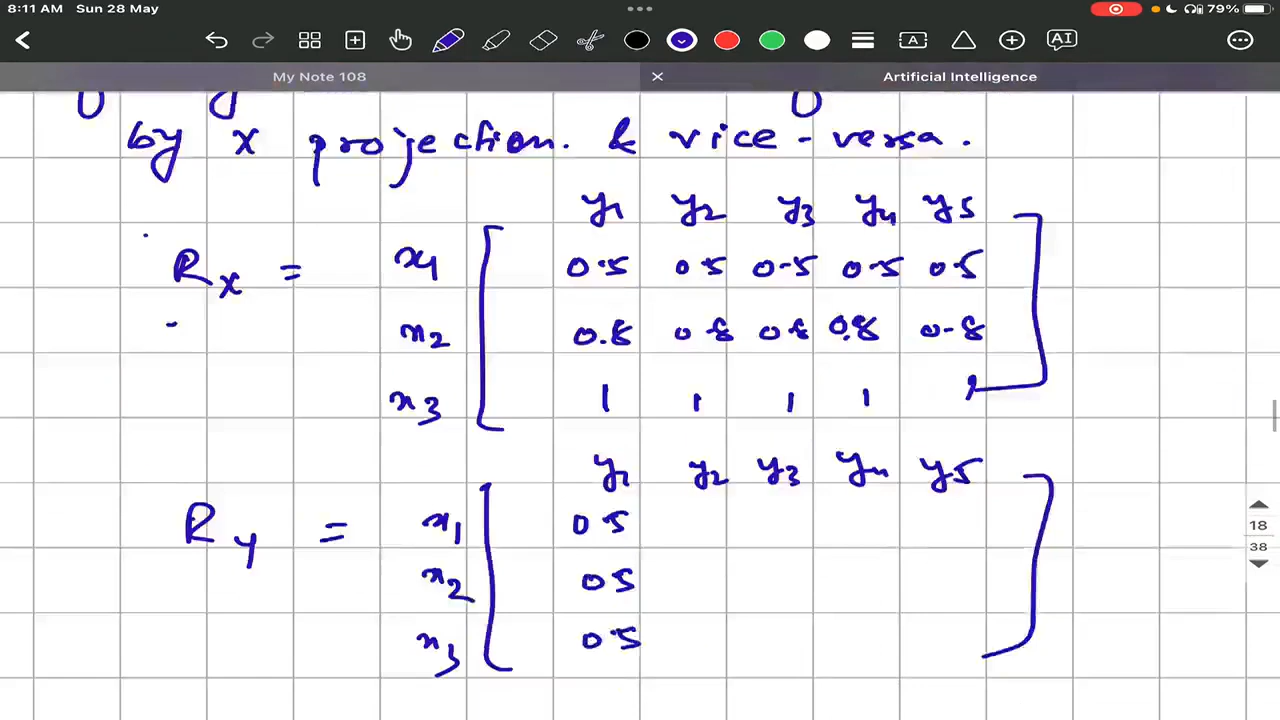 8:11 AM Sun 28 May
79%
A
AI
My Note 108
Artificial Intelligence
by x projection. & vice-versa.
y1 y2 y3 y4 y5
Rx = x1 0.5 0.5 0.5 0.5 0.5
x2 0.8 0.8 0.8 0.8 0.8
x3 1 1 1 1 1
y1 y2 y3 y4 y5
Ry = x1 0.5
x2 0.5
x3 0.5
18
38